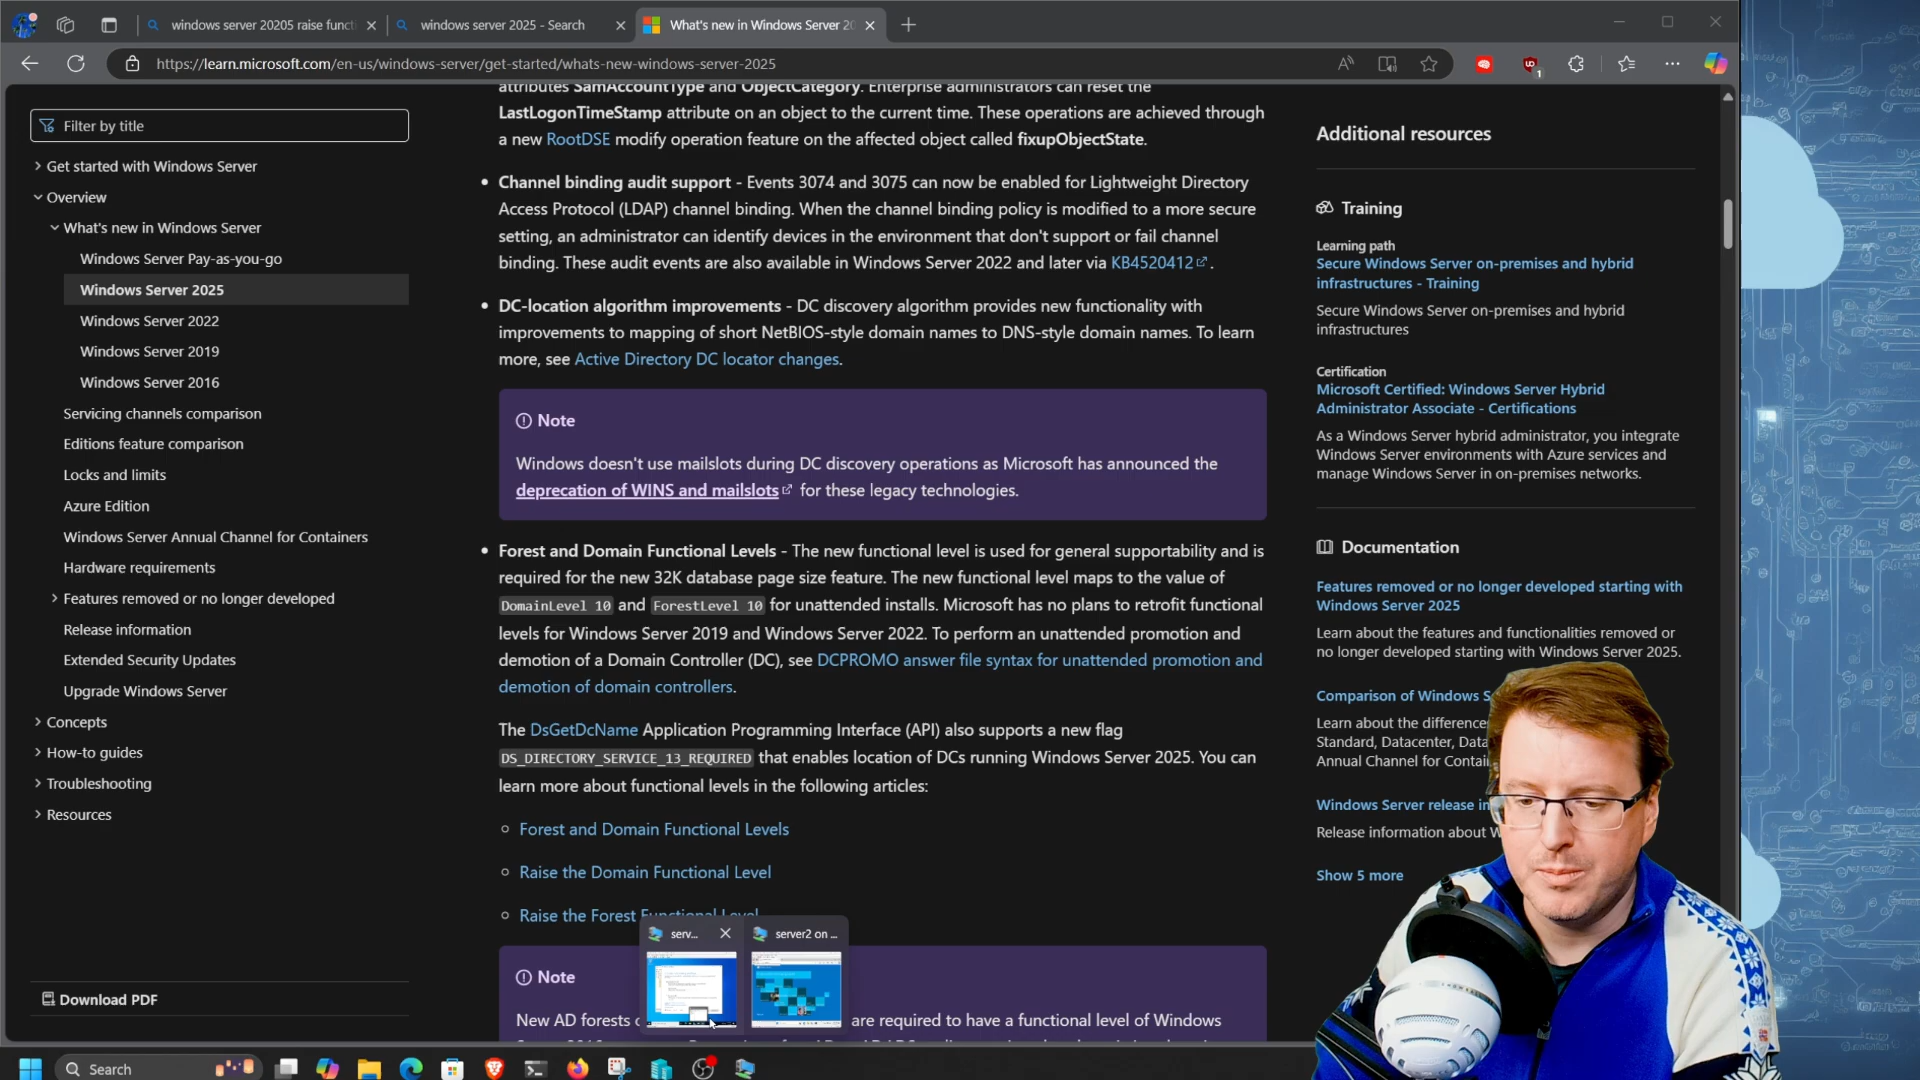 windows server 20205 raise functi
windows server 2025 - Search
What's new in Windows Server 20
https://learn.microsoft.com/en-us/windows-server/get-started/whats-new-windows-server-2025
1
Filter by title
Get started with Windows Server
Overview
What's new in Windows Server
Windows Server Pay-as-you-go
Windows Server 2025
Windows Server 2022
Windows Server 2019
Windows Server 2016
Servicing channels comparison
Editions feature comparison
Locks and limits
Azure Edition
Windows Server Annual Channel for Containers
Hardware requirements
Features removed or no longer developed
Release information
Extended Security Updates
Upgrade Windows Server
Concepts
How-to guides
Troubleshooting
Resources
Download PDF
attributes SamAccountType and ObjectCategory. Enterprise administrators can reset the
LastLogonTimeStamp attribute on an object to the current time. These operations are achieved through
a new RootDSE modify operation feature on the affected object called fixupObjectState.
Channel binding audit support - Events 3074 and 3075 can now be enabled for Lightweight Directory
Access Protocol (LDAP) channel binding. When the channel binding policy is modified to a more secure
setting, an administrator can identify devices in the environment that don't support or fail channel
binding. These audit events are also available in Windows Server 2022 and later via KB4520412 .
DC-location algorithm improvements - DC discovery algorithm provides new functionality with
improvements to mapping of short NetBIOS-style domain names to DNS-style domain names. To learn
more, see Active Directory DC locator changes.
Note
Windows doesn't use mailslots during DC discovery operations as Microsoft has announced the
deprecation of WINS and mailslots for these legacy technologies.
Forest and Domain Functional Levels - The new functional level is used for general supportability and is
required for the new 32K database page size feature. The new functional level maps to the value of
DomainLevel 10 and ForestLevel 10 for unattended installs. Microsoft has no plans to retrofit functional
levels for Windows Server 2019 and Windows Server 2022. To perform an unattended promotion and
demotion of a Domain Controller (DC), see DCPROMO answer file syntax for unattended promotion and
demotion of domain controllers.
The DsGetDcName Application Programming Interface (API) also supports a new flag
DS_DIRECTORY_SERVICE_13_REQUIRED that enables location of DCs running Windows Server 2025. You can
learn more about functional levels in the following articles:
Forest and Domain Functional Levels
Raise the Domain Functional Level
Raise the Forest Functional Level
Note
New AD forests are required to have a functional level of Windows
Additional resources
Training
Learning path
Secure Windows Server on-premises and hybrid
infrastructures - Training
Secure Windows Server on-premises and hybrid
infrastructures
Certification
Microsoft Certified: Windows Server Hybrid
Administrator Associate - Certifications
As a Windows Server hybrid administrator, you integrate
Windows Server environments with Azure services and
manage Windows Server in on-premises networks.
Documentation
Features removed or no longer developed starting with
Windows Server 2025
Learn about the features and functionalities removed or
no longer developed starting with Windows Server 2025.
Comparison of Windows S
Learn about the difference
Standard, Datacenter, Data
Annual Channel for Contai
Windows Server release in
Release information about W
Show 5 more
serv...
server2 on ...
Search